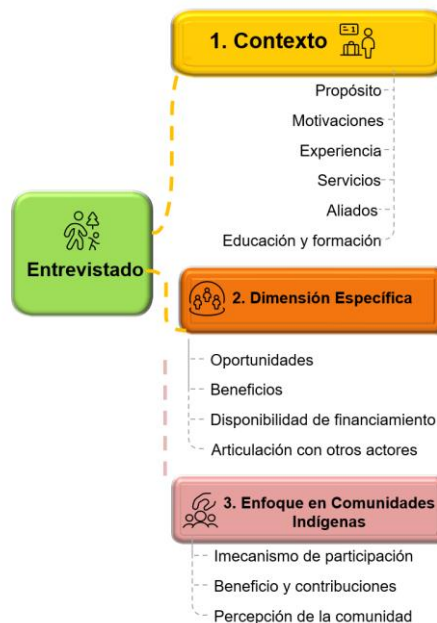 1. Contexto
Propósito
Motivaciones
Experiencia
Servicios
Aliados
Educación y formación
Entrevistado
2. Dimensión Específica
Oportunidades
Beneficios
Disponibilidad de financiamiento
Articulación con otros actores
3. Enfoque en Comunidades
Indígenas
Imecanismo de participación
Beneficio y contribuciones
Percepción de la comunidad